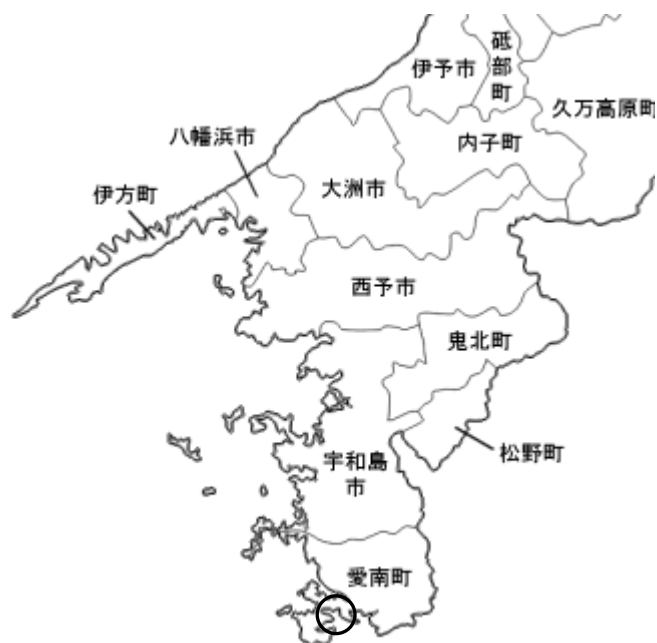 伊予市
砥部町
久万高原町
内子町
八幡浜市
大洲市
伊方町
西予市
鬼北町
宇和島
市
松野町
愛南町